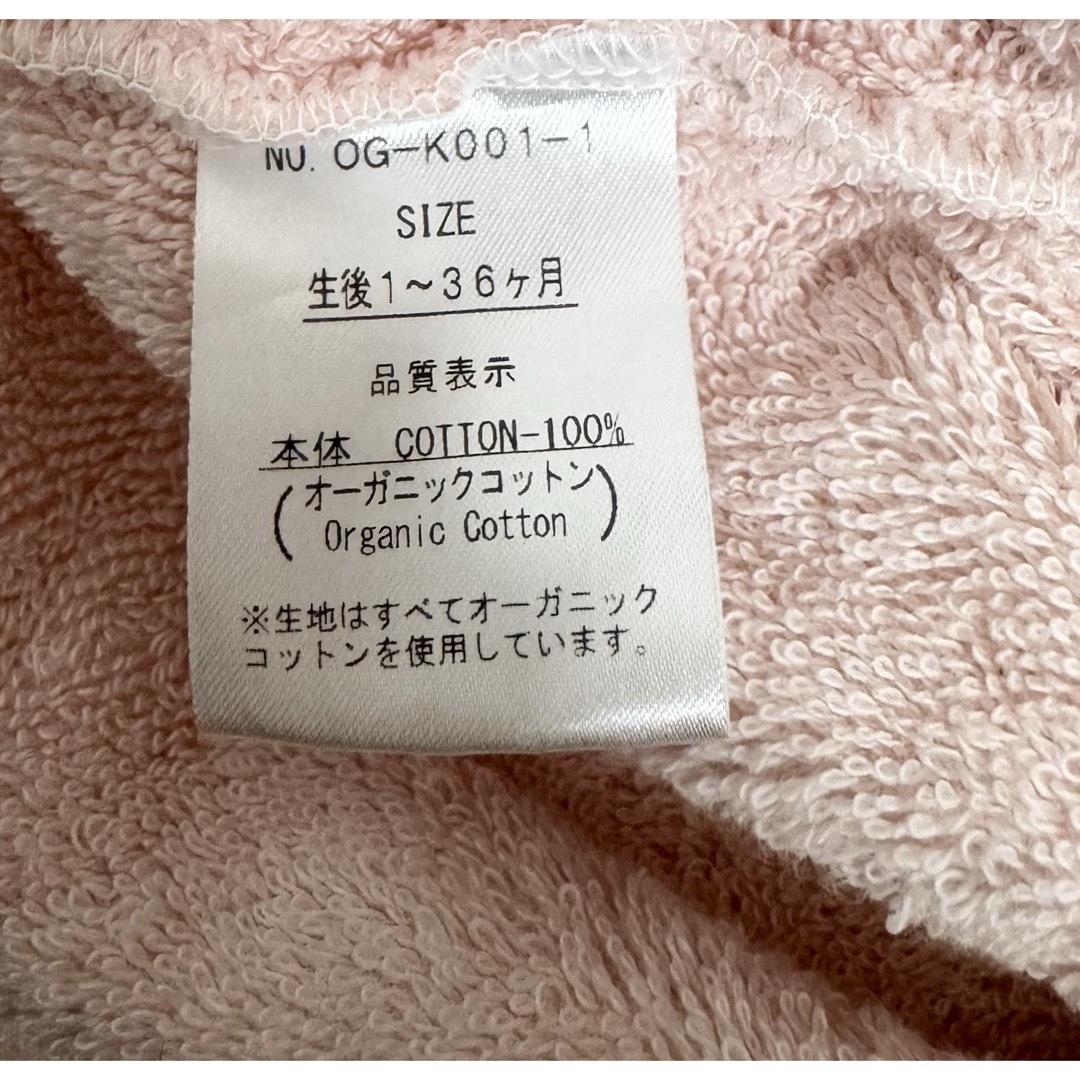 NO. OG-K001-1
SIZE
生後1～36ヶ月
品質表示
本体 COTTON-100%
(オーガニックコットン
Organic Cotton)
※生地はすべてオーガニック
コットンを使用しています。